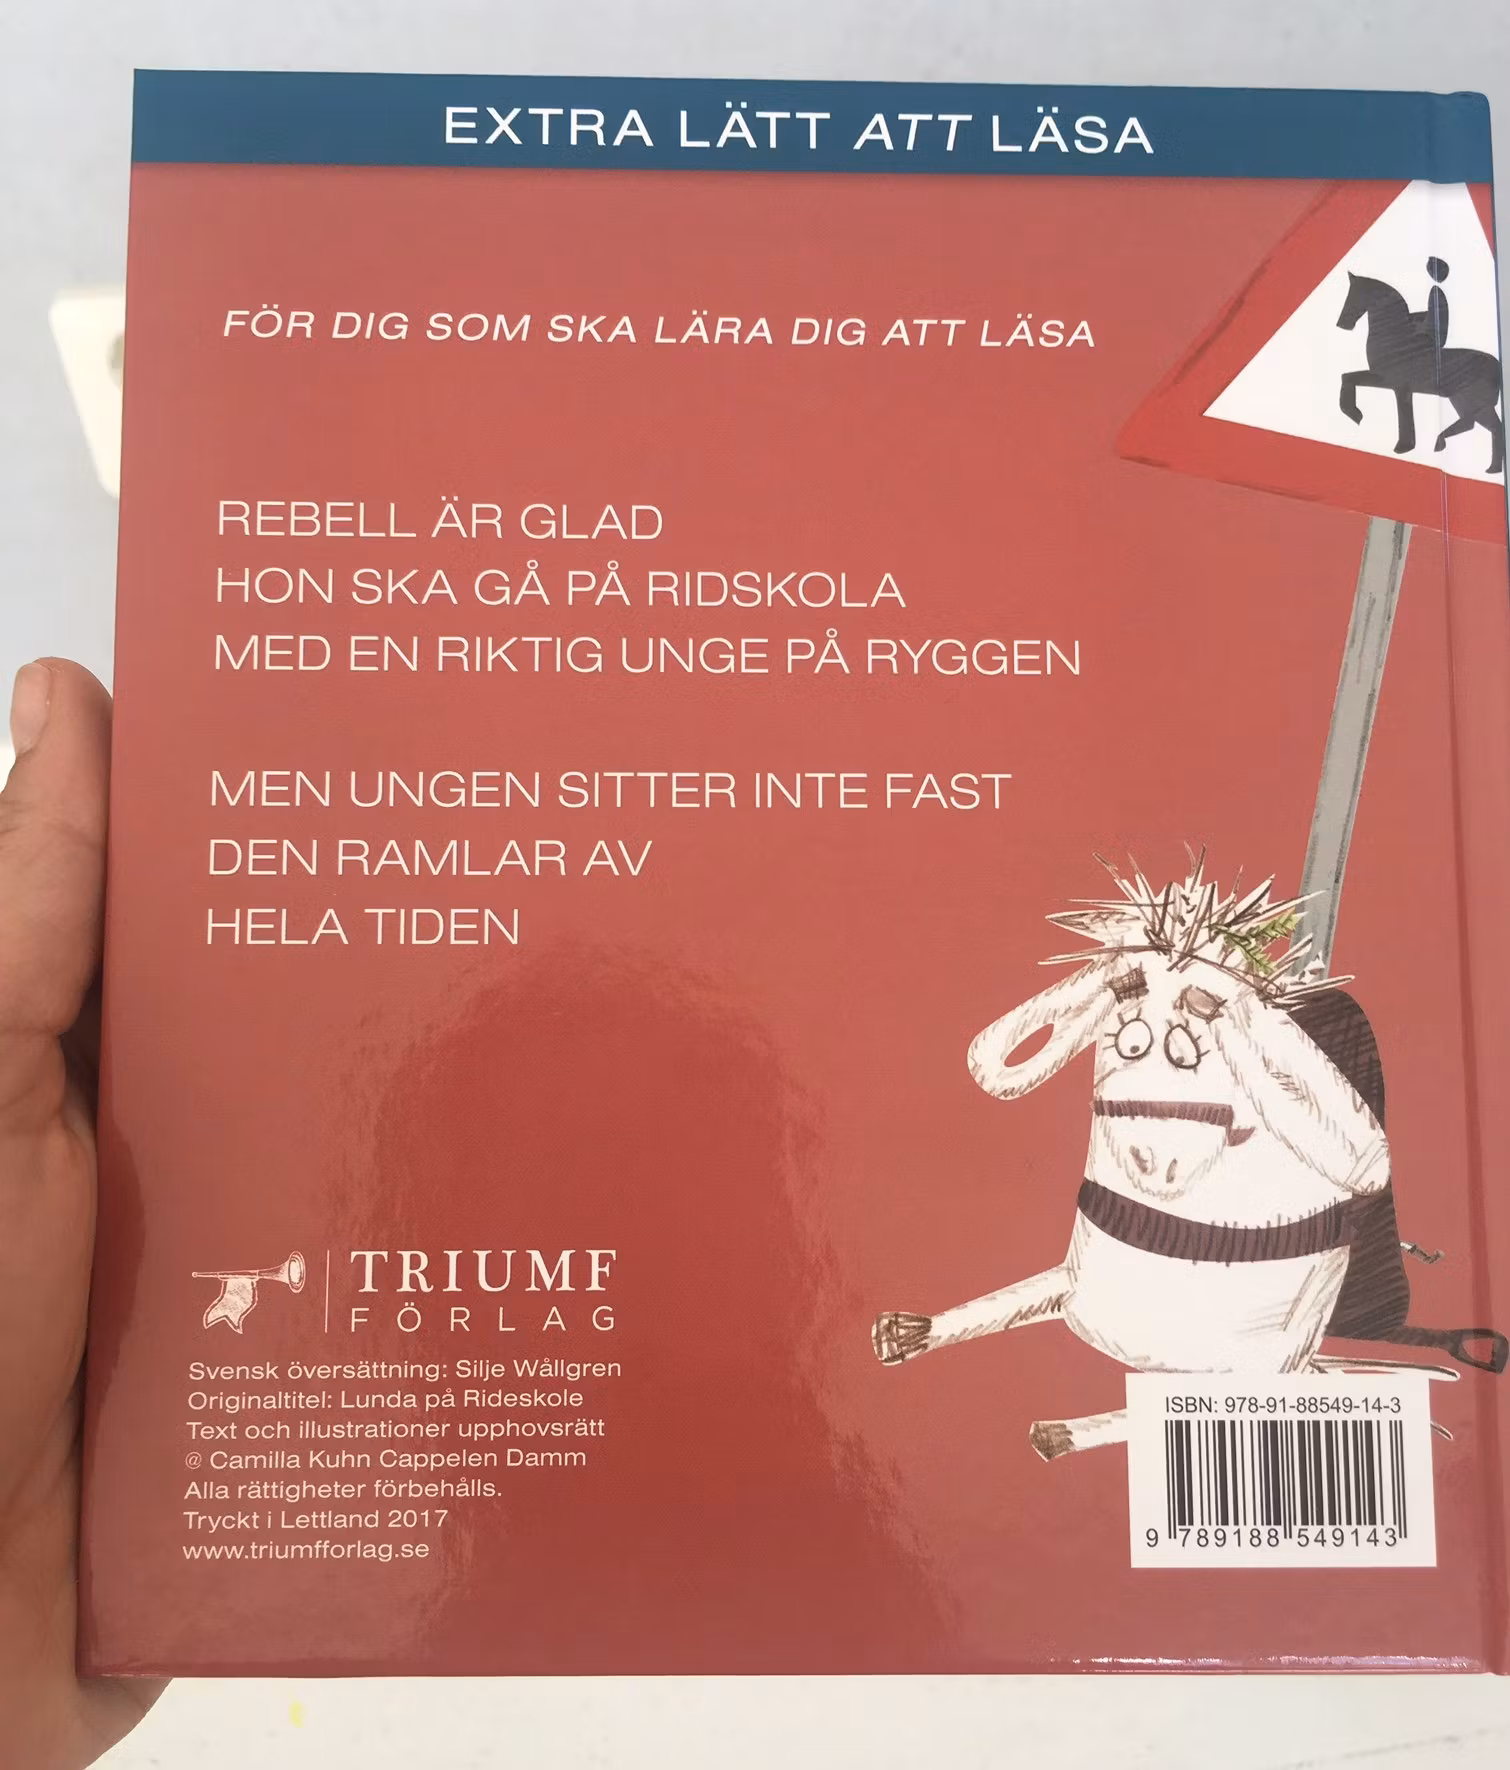 EXTRA LÄTT ATT LÄSA
FÖR DIG SOM SKA LÄRA DIG ATT LÄSA
REBELL ÄR GLAD
HON SKA GÅ PÅ RIDSKOLA
MED EN RIKTIG UNGE PÅ RYGGEN
MEN UNGEN SITTER INTE FAST
DEN RAMLAR AV
HELA TIDEN
TRIUMF
FÖRLAG
Svensk översättning: Silje Wållgren
Originaltitel: Lunda på Rideskole
Text och illustrationer upphovsrätt
@ Camilla Kuhn Cappelen Damm
Alla rättigheter förbehålls.
Tryckt i Lettland 2017
www.triumfforlag.se
ISBN: 978-91-88549-14-3
9 789188 549143